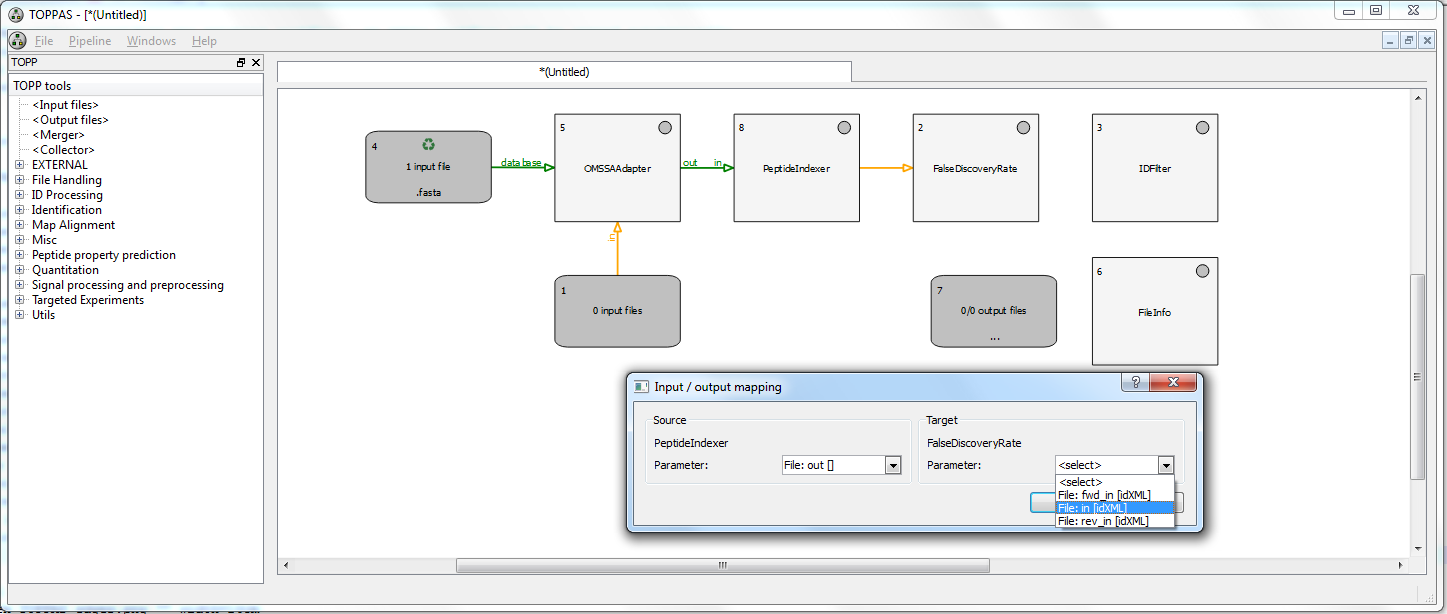 TOPPAS - [*(Untitled)]
File Pipeline Windows Help
TOPP
*(Untitled)
TOPP tools
<Input files>
<Output files>
<Merger>
<Collector>
EXTERNAL
File Handling
ID Processing
Identification
Map Alignment
Misc
Peptide property prediction
Quantitation
Signal processing and preprocessing
Targeted Experiments
Utils
4
1 input file
.fasta
database
5
OMSSAAdapter
out in
8
PeptideIndexer
2
FalseDiscoveryRate
3
IDFilter
in
1
0 input files
7
0/0 output files
...
6
FileInfo
Input / output mapping
Source
PeptideIndexer
Parameter: File: out []
Target
FalseDiscoveryRate
Parameter: <select>
<select>
File: fwd_in [idXML]
File: in [idXML]
File: rev_in [idXML]